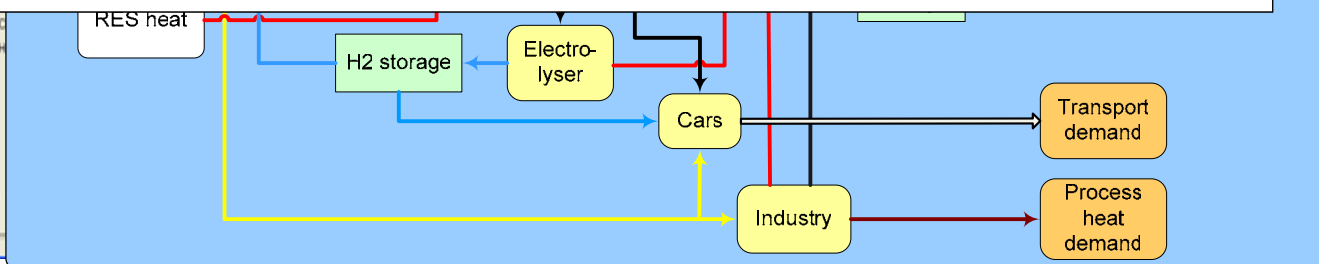 RES heat
H2 storage
Electro-
lyser
Cars
Transport
demand
Industry
Process
heat
demand